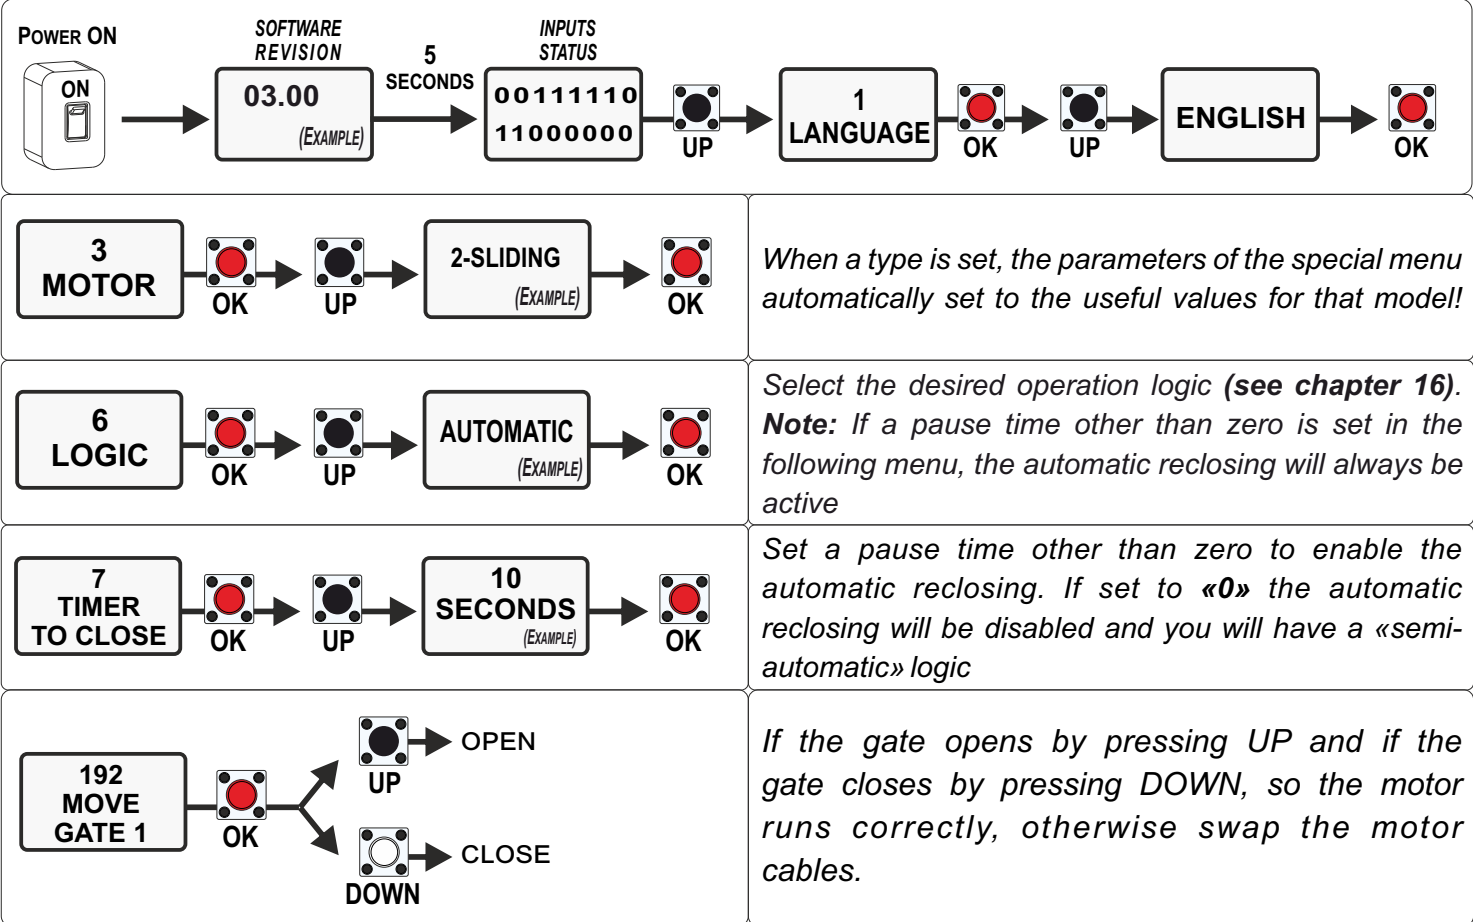 POWER ON
ON
SOFTWARE
REVISION
03.00
(EXAMPLE)
5
SECONDS
INPUTS
STATUS
00111110
11000000
UP
1
LANGUAGE
OK
UP
ENGLISH
OK
3
MOTOR
OK
UP
2-SLIDING
(EXAMPLE)
OK
When a type is set, the parameters of the special menu
automatically set to the useful values for that model!
6
LOGIC
OK
UP
AUTOMATIC
(EXAMPLE)
OK
Select the desired operation logic (see chapter 16).
Note: If a pause time other than zero is set in the
following menu, the automatic reclosing will always be
active
7
TIMER
TO CLOSE
OK
UP
10
SECONDS
(EXAMPLE)
OK
Set a pause time other than zero to enable the
automatic reclosing. If set to «0» the automatic
reclosing will be disabled and you will have a «semi-
automatic» logic
192
MOVE
GATE 1
OK
UP
OPEN
DOWN
CLOSE
If the gate opens by pressing UP and if the
gate closes by pressing DOWN, so the motor
runs correctly, otherwise swap the motor
cables.